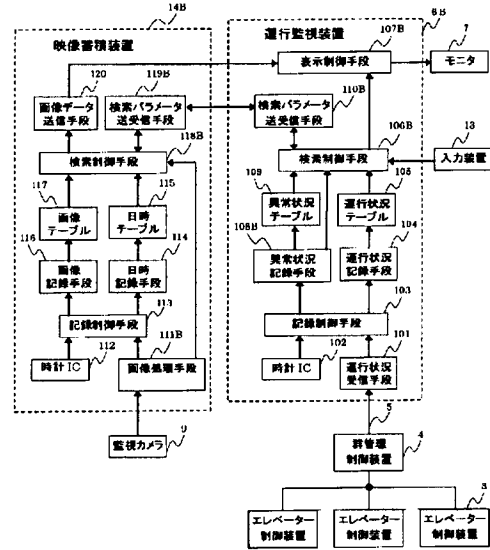 14B
映像蓄積装置
120
画像データ
送信手段
119B
検索パラメータ
送受信手段
118B
検索制御手段
117
画像
テーブル
115
日時
テーブル
116
画像
記録手段
114
日時
記録手段
113
記録制御手段
111B
時計IC
112
画像処理手段
9
監視カメラ
6B
運行監視装置
107B
表示制御手段
7
モニタ
110B
検索パラメータ
送受信手段
106B
検索制御手段
13
入力装置
109
異常状況
テーブル
105
運行状況
テーブル
108B
異常状況
記録手段
104
運行状況
記録手段
103
記録制御手段
時計IC
102
101
運行状況
受信手段
5
4
群管理
制御装置
3
エレベーター
制御装置
エレベーター
制御装置
エレベーター
制御装置